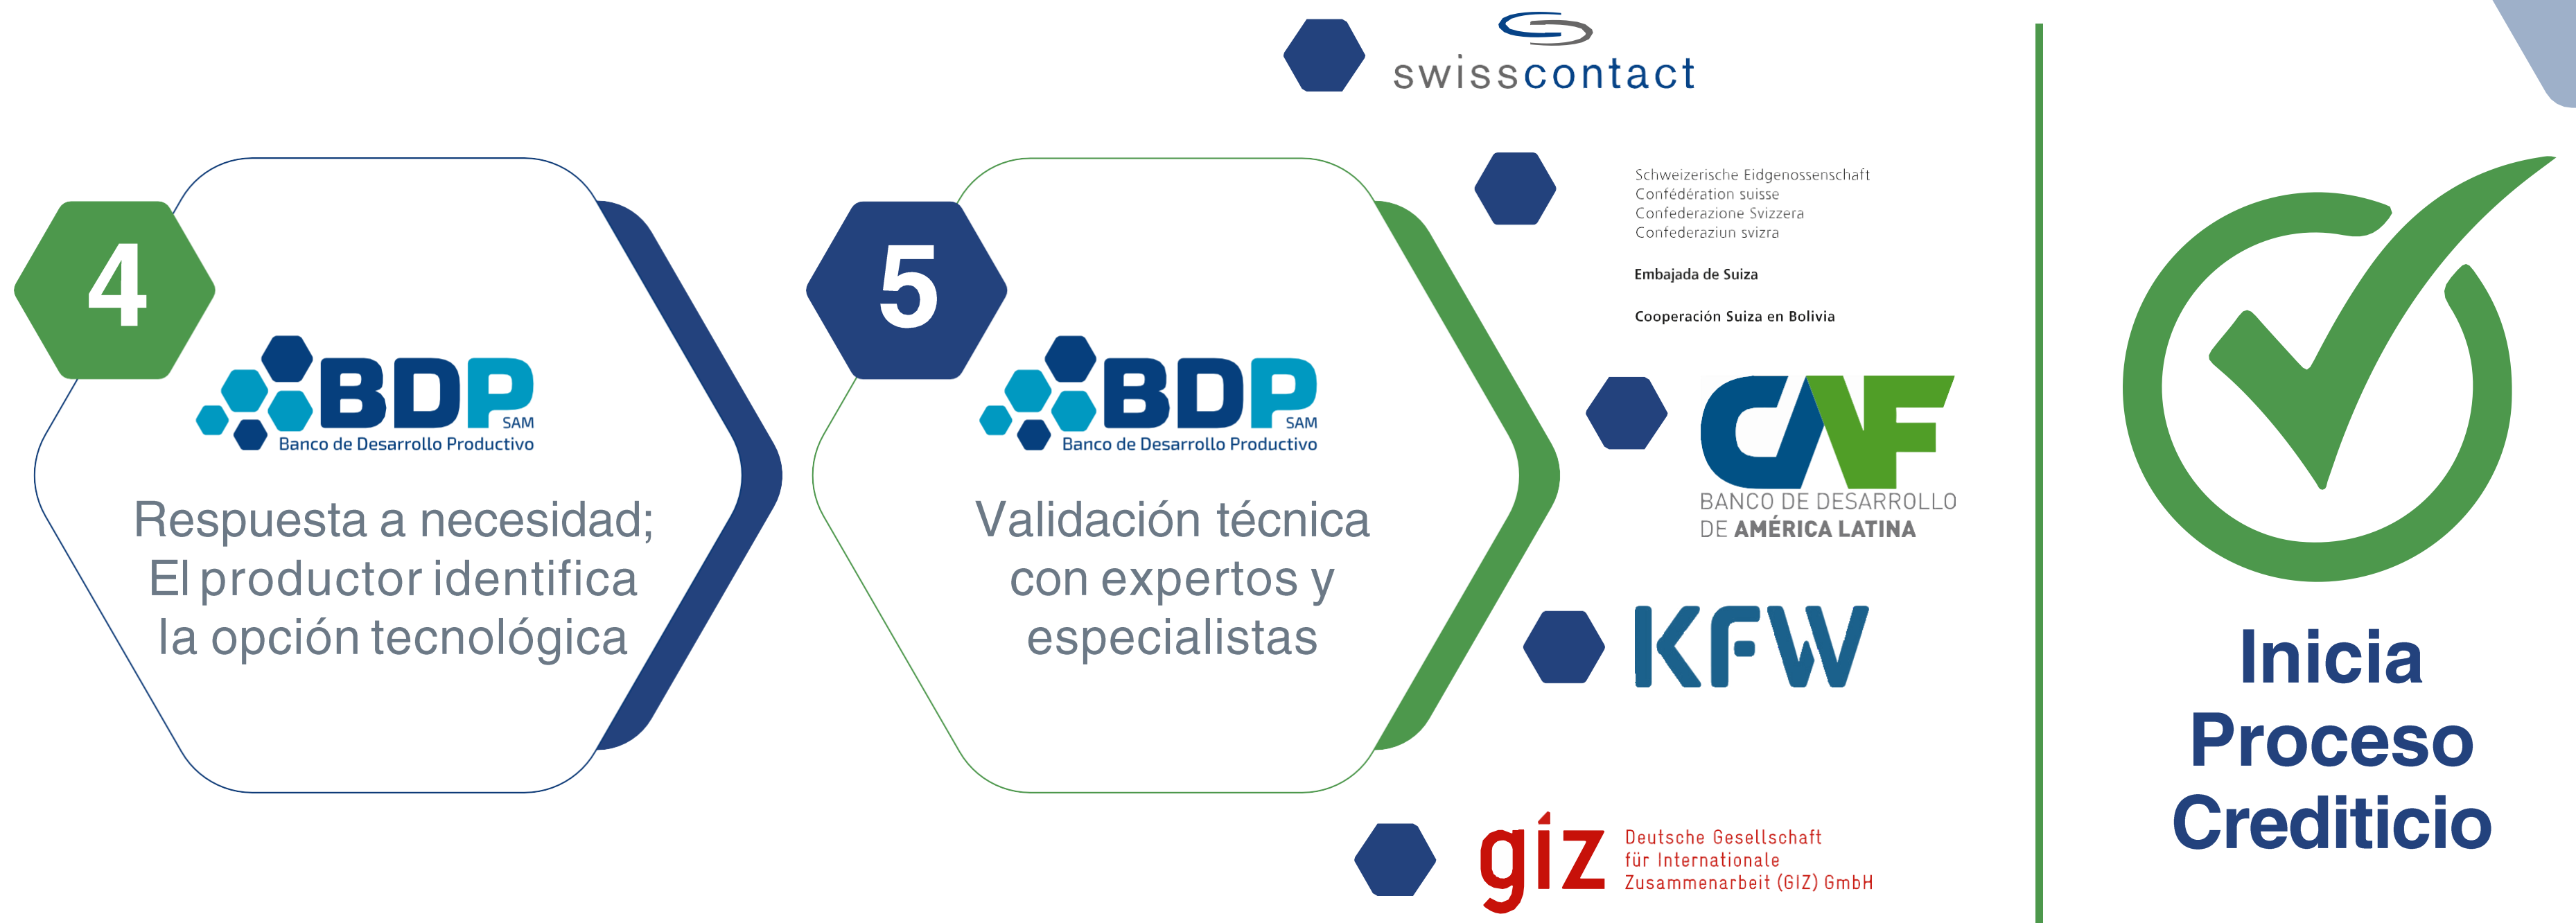 4
BDP
SAM
Banco de Desarrollo Productivo
Respuesta a necesidad;
El productor identifica
la opción tecnológica
5
BDP
SAM
Banco de Desarrollo Productivo
Validación técnica
con expertos y
especialistas
swisscontact
Schweizerische Eidgenossenschaft
Confédération suisse
Confederazione Svizzera
Confederaziun svizra
Embajada de Suiza
Cooperación Suiza en Bolivia
CAF
BANCO DE DESARROLLO
DE AMÉRICA LATINA
KFW
giz
Deutsche Gesellschaft
für Internationale
Zusammenarbeit (GIZ) GmbH
Inicia
Proceso
Crediticio